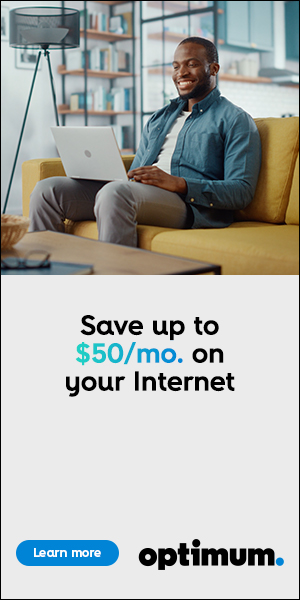 Save up to
$50/mo. on
your Internet
Learn more
optimum.